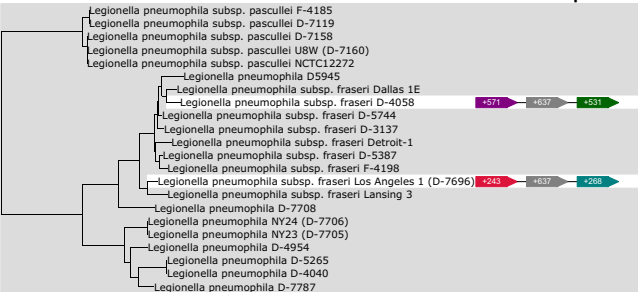 Legionella pneumophila subsp. pascullei F-4185
Legionella pneumophila subsp. pascullei D-7119
Legionella pneumophila subsp. pascullei D-7158
Legionella pneumophila subsp. pascullei U8W (D-7160)
Legionella pneumophila subsp. pascullei NCTC12272
Legionella pneumophila D5945
Legionella pneumophila subsp. fraseri Dallas 1E
Legionella pneumophila subsp. fraseri D-4058 +571 +637 +531
Legionella pneumophila subsp. fraseri D-5744
Legionella pneumophila subsp. fraseri D-3137
Legionella pneumophila subsp. fraseri Detroit-1
Legionella pneumophila subsp. fraseri D-5387
Legionella pneumophila subsp. fraseri F-4198
Legionella pneumophila subsp. fraseri Los Angeles 1 (D-7696) +243 +637 +268
Legionella pneumophila subsp. fraseri Lansing 3
Legionella pneumophila D-7708
Legionella pneumophila NY24 (D-7706)
Legionella pneumophila NY23 (D-7705)
Legionella pneumophila D-4954
Legionella pneumophila D-5265
Legionella pneumophila D-4040
Legionella pneumophila D-7787